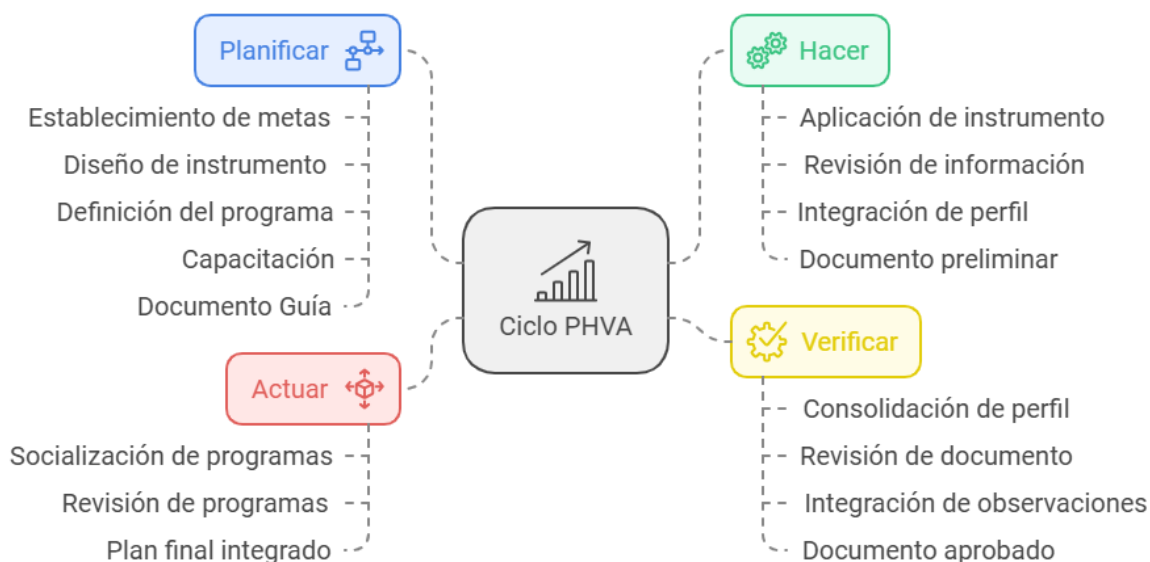 Planificar
Establecimiento de metas
Diseño de instrumento
Definición del programa
Capacitación
Documento Guía
Actuar
Socialización de programas
Revisión de programas
Plan final integrado
Ciclo PHVA
Hacer
Aplicación de instrumento
Revisión de información
Integración de perfil
Documento preliminar
Verificar
Consolidación de perfil
Revisión de documento
Integración de observaciones
Documento aprobado